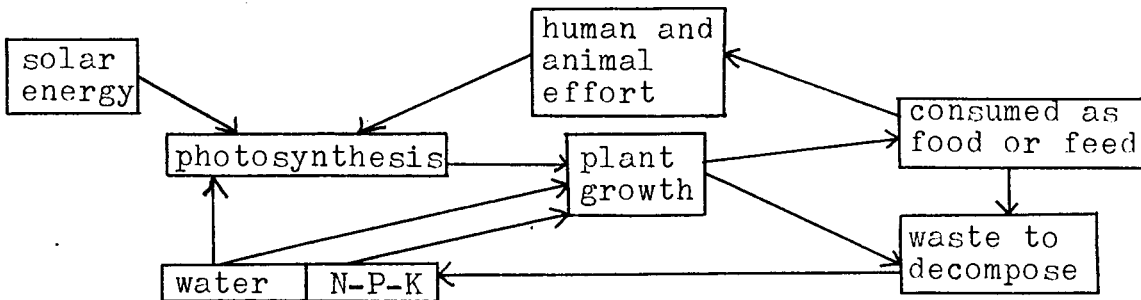 solar
energy
human and
animal
effort
consumed as
food or feed
photosynthesis
plant
growth
waste to
decompose
water
N-P-K